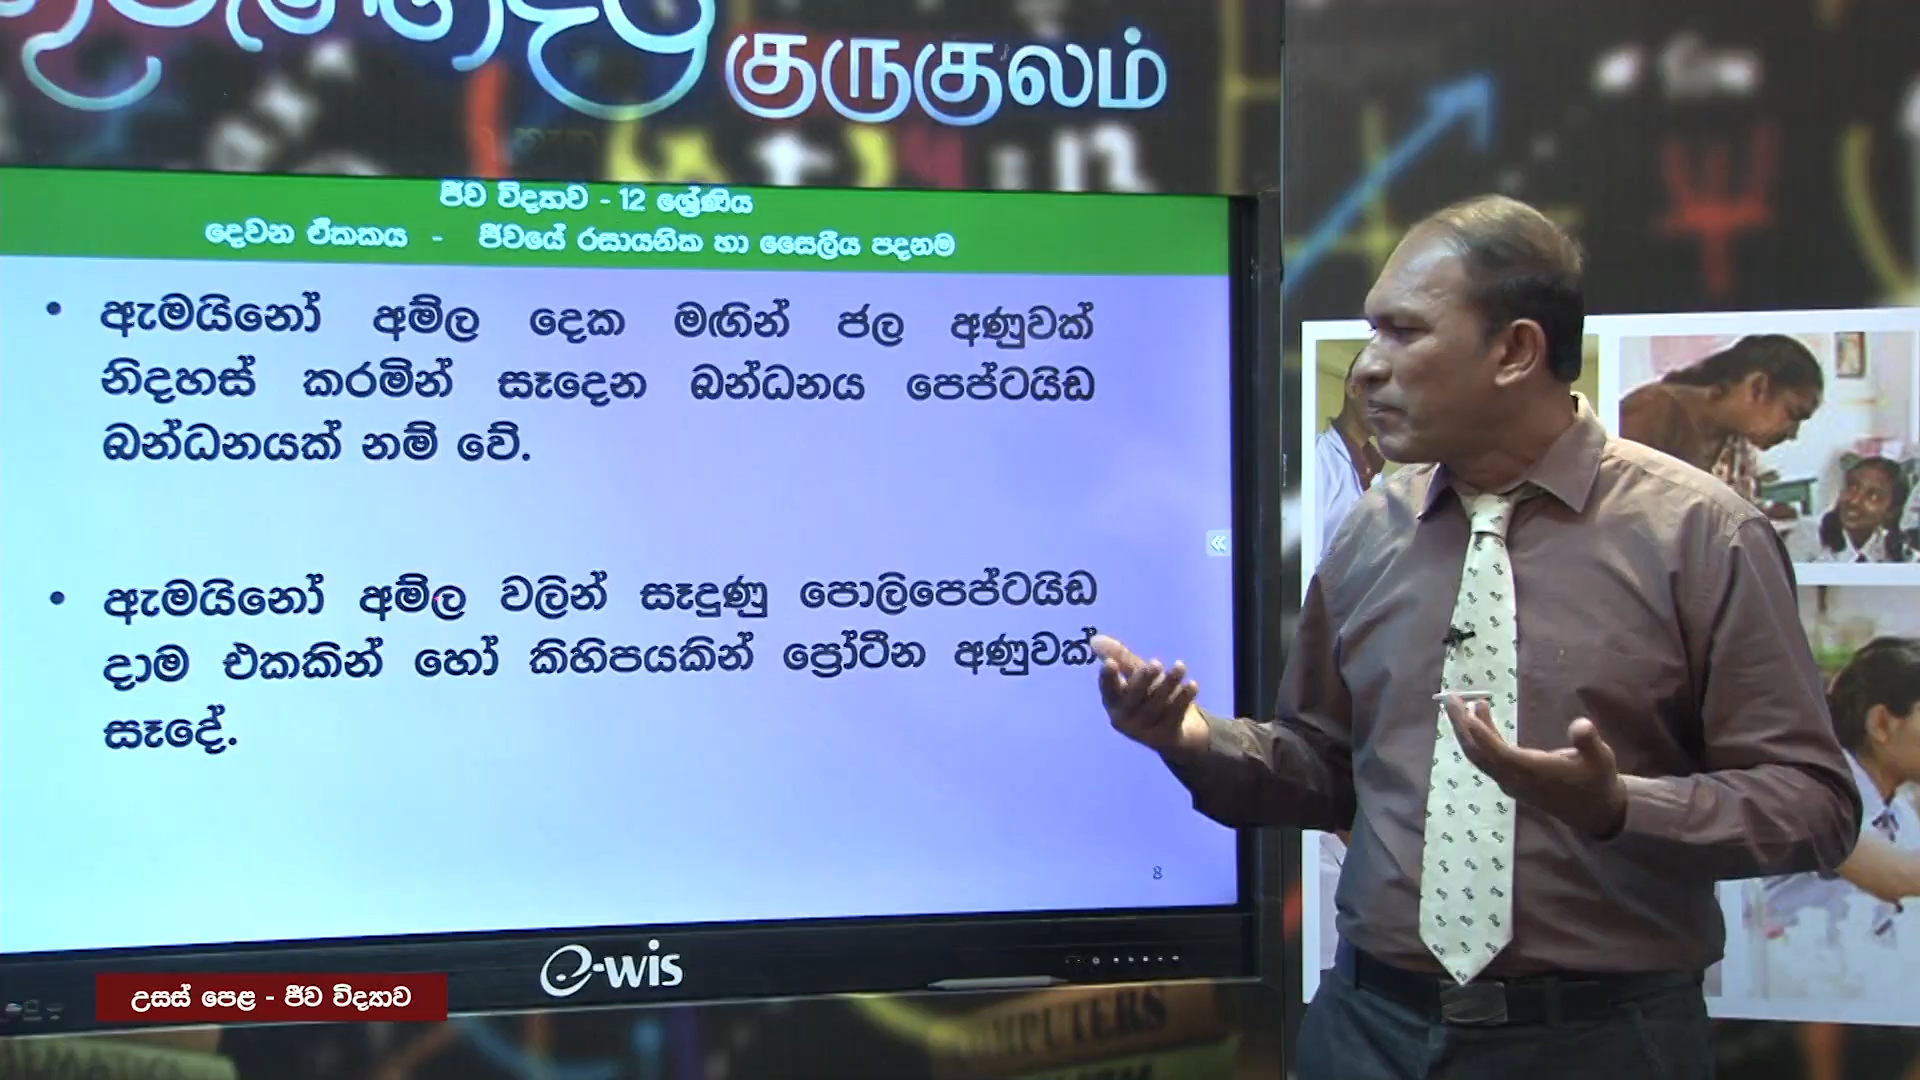 குருகுலம்
ජීව විද්‍යාව - 12 ශ්‍රේණිය
දෙවන ඒකකය - ජීවයේ රසායනික හා සෛලීය පදනම
• ඇමයිනෝ අම්ල දෙක මඟින් ජල අණුවක්
නිදහස් කරමින් සෑදෙන බන්ධනය පෙප්ටයිඩ
බන්ධනයක් නම් වේ.
• ඇමයිනෝ අම්ල වලින් සෑදුණු පොලිපෙප්ටයිඩ
දාම එකකින් හෝ කිහිපයකින් ප්‍රෝටීන අණුවක්
සෑදේ.
8
e-wis
උසස් පෙළ - ජීව විද්‍යාව
COMPUTERS